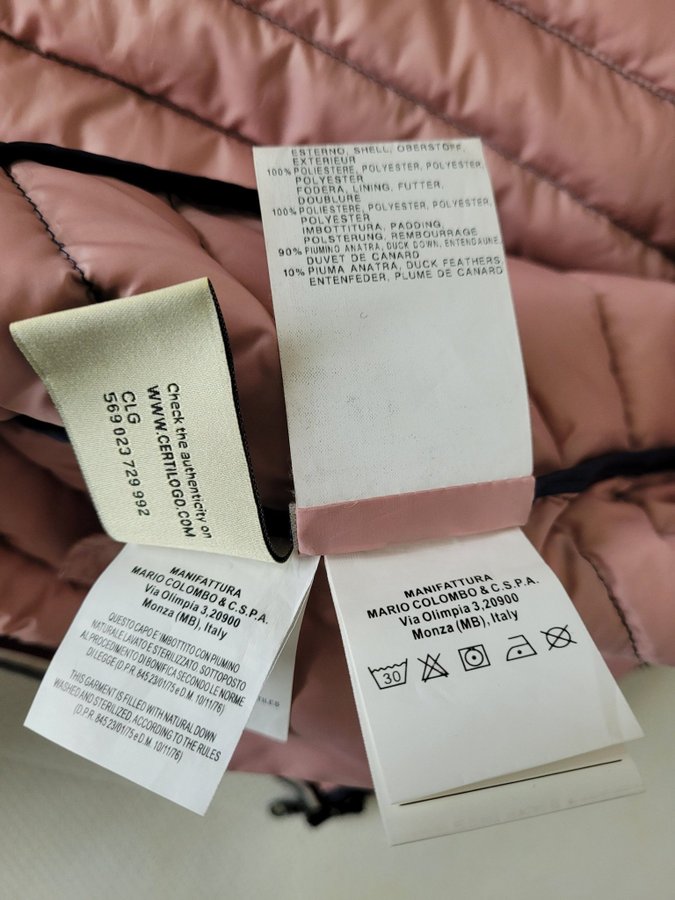 ESTERNO, SHELL, OBERSTOFF,
EXTERIEUR
100% POLIESTERE, POLYESTER, POLYESTER,
POLYESTER
FODERA, LINING, FUTTER,
DOUBLURE
100% POLIESTERE, POLYESTER, POLYESTER,
POLYESTER
IMBOTTITURA, PADDING,
POLSTERUNG, REMBOURRAGE
90% PIUMINO ANATRA, DUCK DOWN, ENTENDAUNE,
DUVET DE CANARD
10% PIUMA ANATRA, DUCK FEATHERS,
ENTENFEDER, PLUME DE CANARD
Check the authenticity on
WWW.CERTILOGO.COM
CLG
569 023 729 992
MANIFATTURA
MARIO COLOMBO & C.S.P.A.
Via Olimpia 3,20900
Monza (MB), Italy
QUESTO CAPO E' IMBOTTITO CON PIUMINO
NATURALE LAVATO E STERILIZZATO, SOTTOPOSTO
AL PROCEDIMENTO DI BONIFICA SECONDO LE NORME
DI LEGGE (D.P.R. 845 23/01/75 e D.M. 10/11/76)
THIS GARMENT IS FILLED WITH NATURAL DOWN
WASHED AND STERILIZED, ACCORDING TO THE RULES
(D.P.R. 845 23/01/75 e D.M. 10/11/76)
MANIFATTURA
MARIO COLOMBO & C.S.P.A.
Via Olimpia 3,20900
Monza (MB), Italy
30